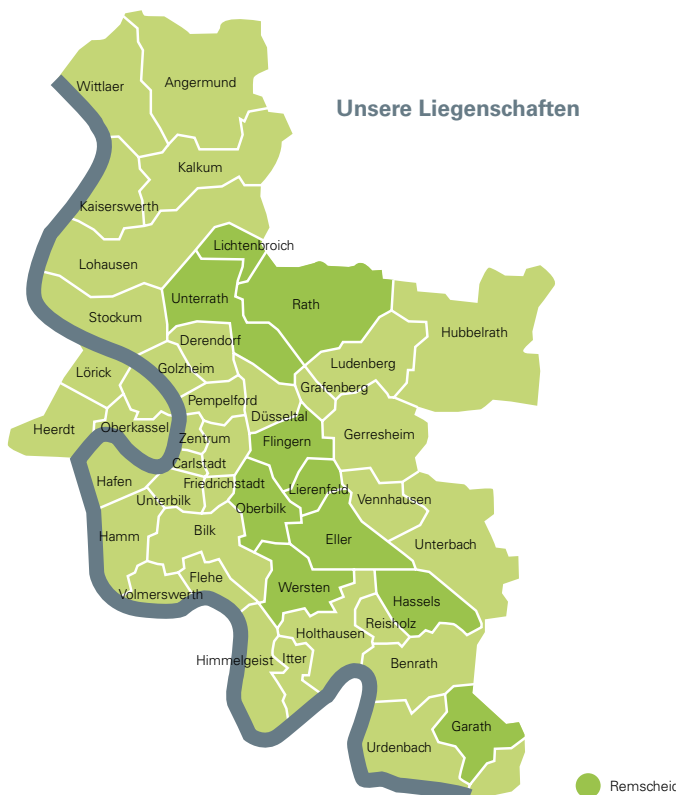 Unsere Liegenschaften
Wittlaer
Angermund
Kalkum
Kaiserswerth
Lichtenbroich
Lohausen
Unterrath
Rath
Stockum
Hubbelrath
Derendorf
Golzheim
Ludenberg
Lörick
Grafenberg
Pempelford
Düsseltal
Heerdt
Oberkassel
Zentrum
Flingern
Gerresheim
Carlstadt
Hafen
Friedrichstadt
Lierenfeld
Unterbilk
Oberbilk
Vennhausen
Hamm
Bilk
Eller
Unterbach
Flehe
Wersten
Volmerswerth
Hassels
Reisholz
Holthausen
Himmelgeist
Itter
Benrath
Garath
Urdenbach
Remscheid